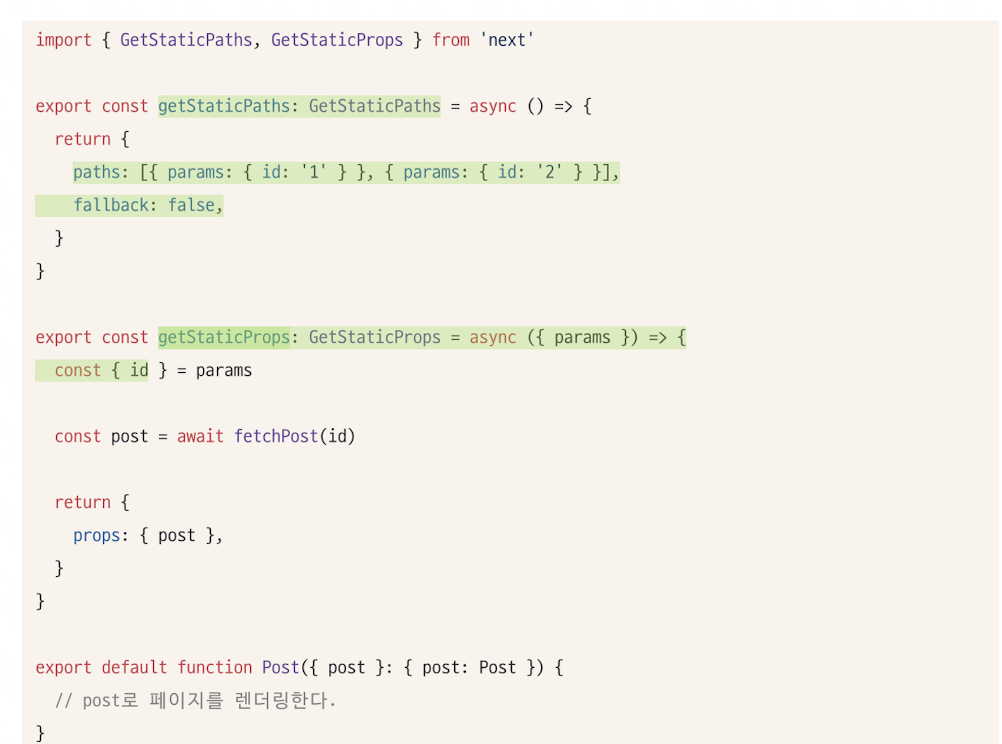 import { GetStaticPaths, GetStaticProps } from 'next'
export const getStaticPaths: GetStaticPaths = async () => {
return {
paths: [{ params: { id: '1' } }, { params: { id: '2' } }],
fallback: false,
}
}
export const getStaticProps: GetStaticProps = async ({ params }) => {
const { id } = params
const post = await fetchPost(id)
return {
props: { post },
}
}
export default function Post({ post }: { post: Post }) {
// post로 페이지를 렌더링한다.
}